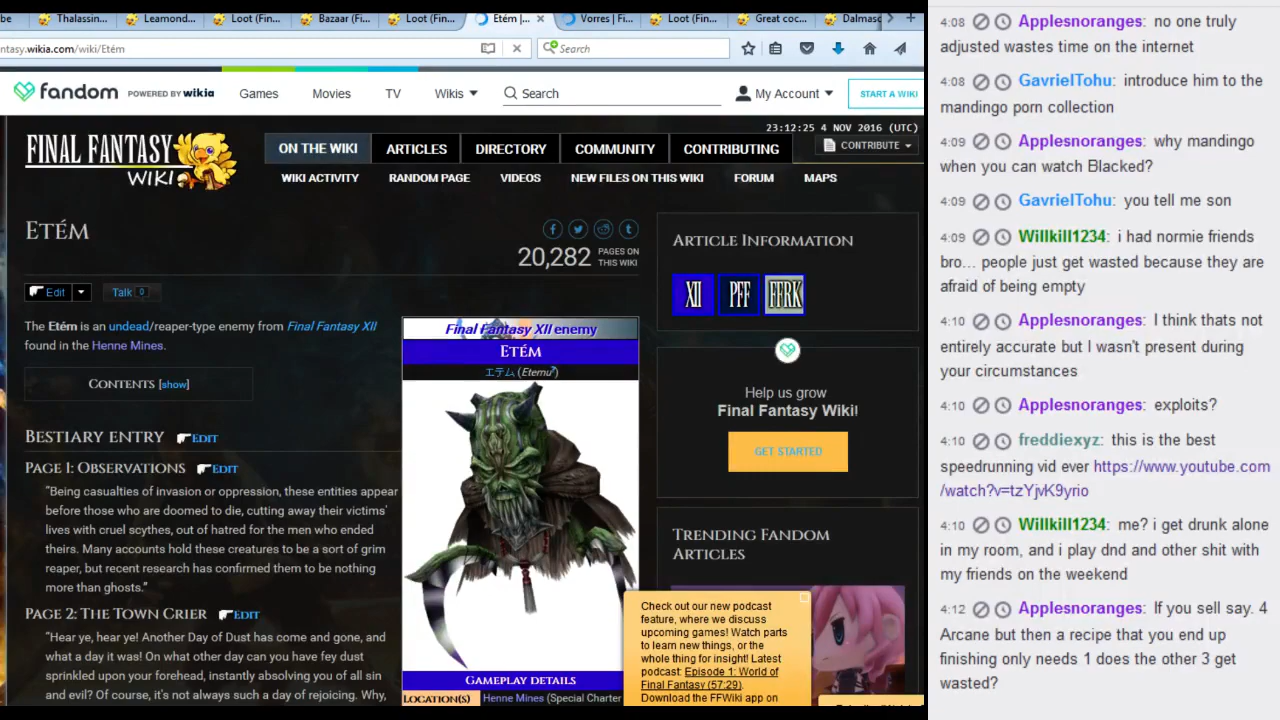 be
Thalassin...
Leamond...
Loot (Fin...
Bazaar (Fi...
Loot (Fin...
Etém |...
Vorres | Fi...
Loot (Fin...
Great coc...
Dalmasc
ntasy.wikia.com/wiki/Etém
Search
fandom POWERED BY wikia
Games
Movies
TV
Wikis
Search
My Account
START A WIKI
FINAL FANTASY
WIKI
23:12:25 4 NOV 2016 (UTC)
ON THE WIKI
ARTICLES
DIRECTORY
COMMUNITY
CONTRIBUTING
CONTRIBUTE
WIKI ACTIVITY
RANDOM PAGE
VIDEOS
NEW FILES ON THIS WIKI
FORUM
MAPS
Etém
20,282 PAGES ON
THIS WIKI
Edit
Talk 0
The Etém is an undead/reaper-type enemy from Final Fantasy XII
found in the Henne Mines.
Contents [show]
Bestiary entry Edit
Page 1: Observations Edit
"Being casualties of invasion or oppression, these entities appear
before those who are doomed to die, cutting away their victims'
lives with cruel scythes, out of hatred for the men who ended
theirs. Many accounts hold these creatures to be a sort of grim
reaper, but recent research has confirmed them to be nothing
more than ghosts."
Page 2: The Town Crier Edit
"Hear ye, hear ye! Another Day of Dust has come and gone, and
what a day it was! On what other day can you have fey dust
sprinkled upon your forehead, instantly absolving you of all sin
and evil? Of course, it's not always such a day of rejoicing. Why,
Final Fantasy XII enemy
Etém
エテム (Etemu?)
Gameplay details
Location(s)
Henne Mines (Special Charter
Article Information
XII
PFF
FFRK
Help us grow
Final Fantasy Wiki!
GET STARTED
Trending Fandom
Articles
Check out our new podcast
feature, where we discuss
upcoming games! Watch parts
to learn new things, or the
whole thing for insight! Latest
podcast: Episode 1: World of
Final Fantasy (57:29).
Download the FFWiki app on
4:08 Applesnoranges: no one truly
adjusted wastes time on the internet
4:08 GavrielTohu: introduce him to the
mandingo porn collection
4:09 Applesnoranges: why mandingo
when you can watch Blacked?
4:09 GavrielTohu: you tell me son
4:09 Willkill1234: i had normie friends
bro... people just get wasted because they are
afraid of being empty
4:10 Applesnoranges: I think thats not
entirely accurate but I wasn't present during
your circumstances
4:10 Applesnoranges: exploits?
4:10 freddiexyz: this is the best
speedrunning vid ever https://www.youtube.com
/watch?v=tzYjvK9yrio
4:10 Willkill1234: me? i get drunk alone
in my room, and i play dnd and other shit with
my friends on the weekend
4:12 Applesnoranges: If you sell say. 4
Arcane but then a recipe that you end up
finishing only needs 1 does the other 3 get
wasted?